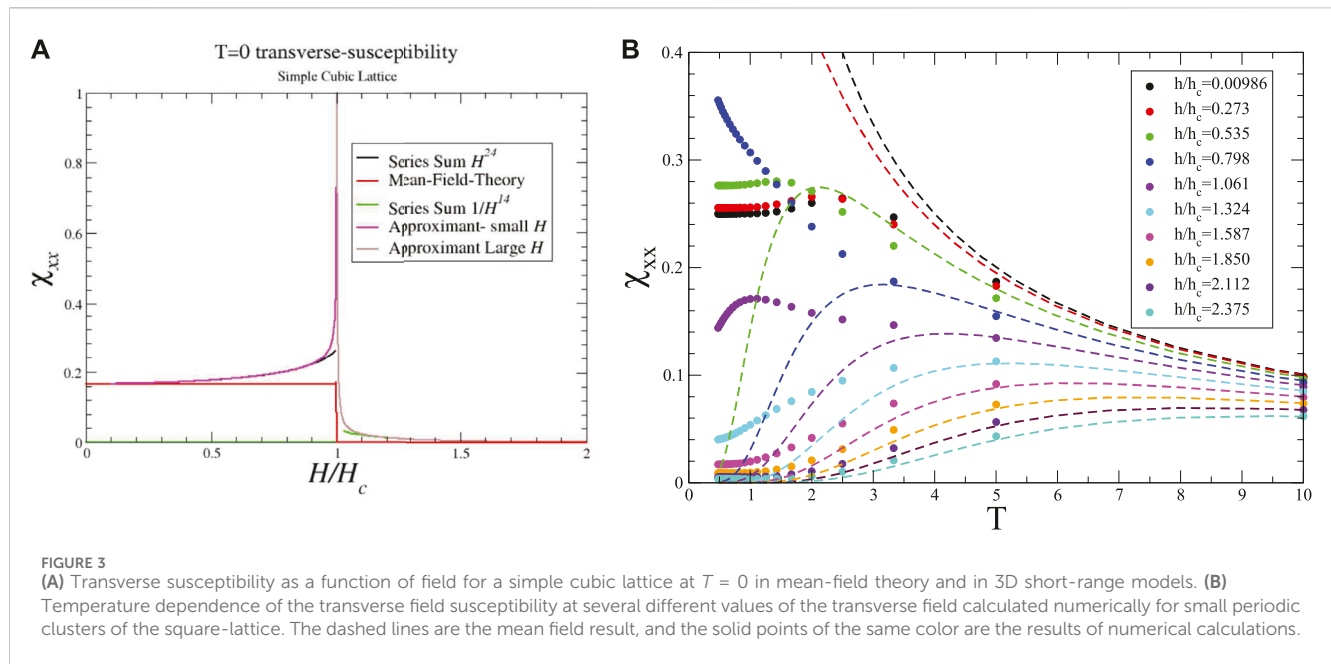 A
T=0 transverse-susceptibility
Simple Cubic Lattice
1
0.8
0.6
0.4
0.2
0
χxx
Series Sum H^24
Mean-Field-Theory
Series Sum 1/H^14
Approximant- small H
Approximant Large H
0 0.5 1 1.5 2
H/Hc
B
0.4
0.3
0.2
0.1
0
χxx
h/hc=0.00986
h/hc=0.273
h/hc=0.535
h/hc=0.798
h/hc=1.061
h/hc=1.324
h/hc=1.587
h/hc=1.850
h/hc=2.112
h/hc=2.375
0 1 2 3 4 5 6 7 8 9 10
T
FIGURE 3
(A) Transverse susceptibility as a function of field for a simple cubic lattice at T = 0 in mean-field theory and in 3D short-range models. (B)
Temperature dependence of the transverse field susceptibility at several different values of the transverse field calculated numerically for small periodic
clusters of the square-lattice. The dashed lines are the mean field result, and the solid points of the same color are the results of numerical calculations.